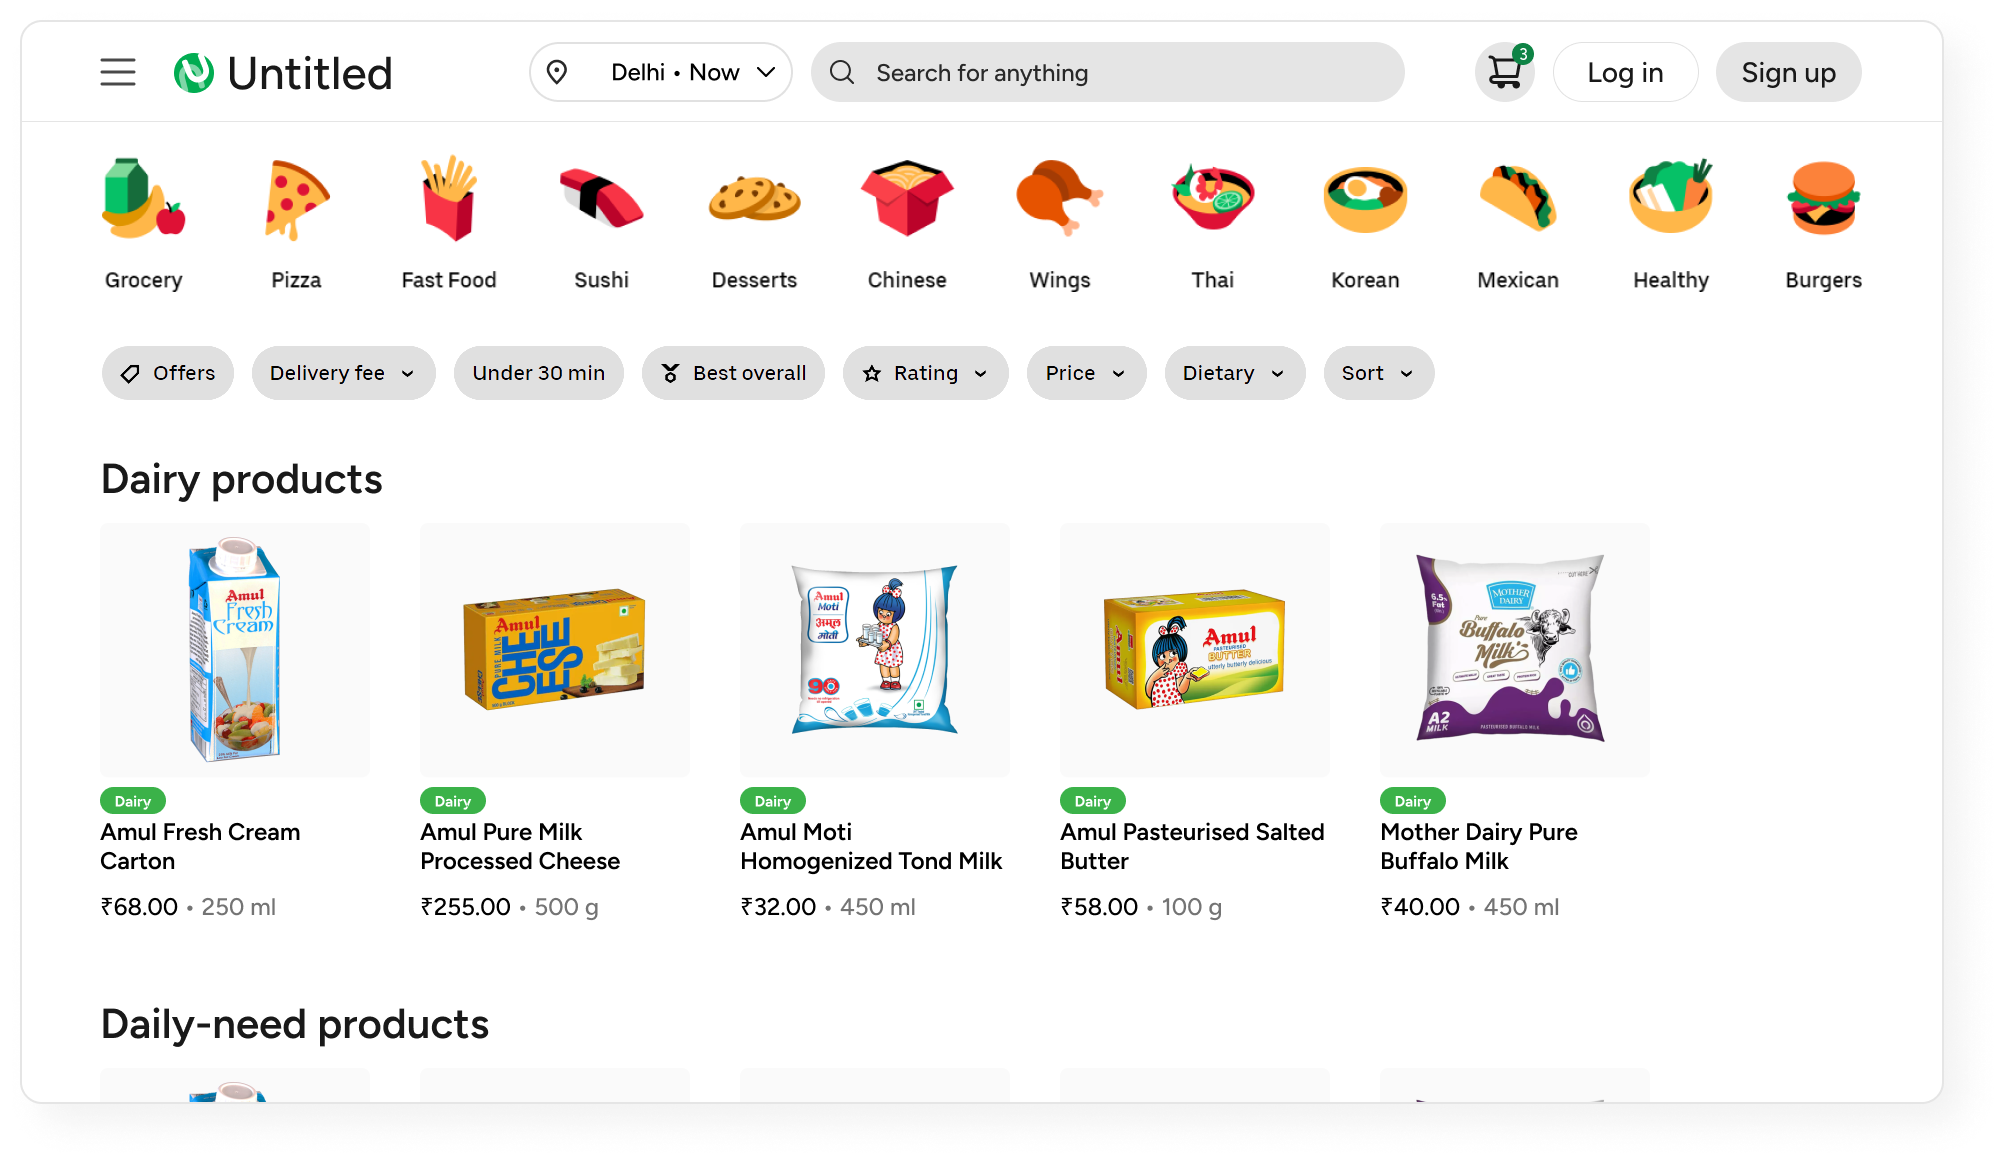 Untitled
Delhi • Now
Search for anything
3
Log in
Sign up
Grocery
Pizza
Fast Food
Sushi
Desserts
Chinese
Wings
Thai
Korean
Mexican
Healthy
Burgers
Offers
Delivery fee
Under 30 min
Best overall
Rating
Price
Dietary
Sort
Dairy products
Amul
Fresh
Cream
PURE MILK
Amul
CHEESE
Amul
Moti
अमूल
मोती
90
Amul
Amul
PASTEURISED
BUTTER
utterly butterly delicious
CUT HERE
6.5%
Fat
MOTHER
DAIRY
Pure
Buffalo
Milk
A2
MILK
PASTEURISED BUFFALO MILK
Dairy
Amul Fresh Cream
Carton
₹68.00 • 250 ml
Dairy
Amul Pure Milk
Processed Cheese
₹255.00 • 500 g
Dairy
Amul Moti
Homogenized Tond Milk
₹32.00 • 450 ml
Dairy
Amul Pasteurised Salted
Butter
₹58.00 • 100 g
Dairy
Mother Dairy Pure
Buffalo Milk
₹40.00 • 450 ml
Daily-need products